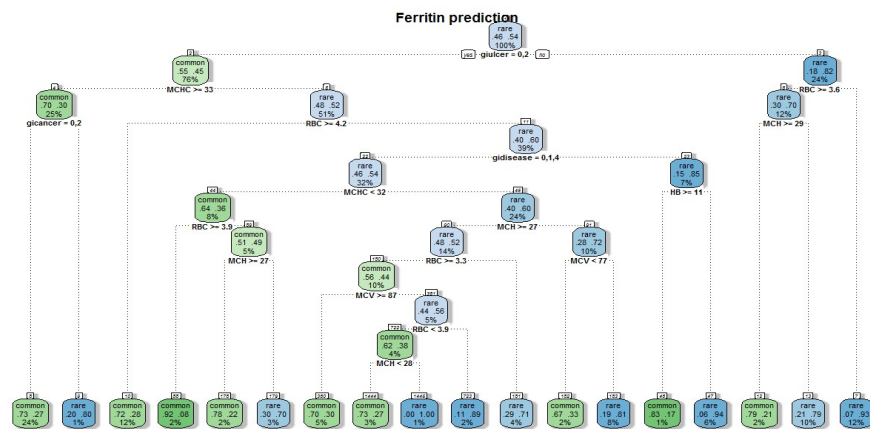 Ferritin prediction
rare
.46 .54
100%
yes giulcer = 0,2 no
common
.55 .45
76%
MCHC >= 33
rare
.18 .82
24%
RBC >= 3.6
common
.70 .30
25%
gicancer = 0,2
rare
.48 .52
51%
RBC >= 4.2
rare
.30 .70
12%
MCH >= 29
rare
.40 .60
39%
gidisease = 0,1,4
rare
.46 .54
32%
MCHC < 32
rare
.15 .85
7%
HB >= 11
common
.64 .36
8%
RBC >= 3.9
rare
.40 .60
24%
MCH >= 27
common
.51 .49
5%
MCH >= 27
rare
.48 .52
14%
RBC >= 3.3
rare
.28 .72
10%
MCV < 77
common
.56 .44
10%
MCV >= 87
rare
.44 .56
5%
RBC < 3.9
common
.62 .38
4%
MCH < 28
common
.73 .27
24%
rare
.20 .80
1%
common
.72 .28
12%
common
.92 .08
2%
common
.78 .22
2%
rare
.30 .70
3%
common
.70 .30
5%
common
.73 .27
3%
rare
.00 1.00
1%
rare
.11 .89
2%
rare
.29 .71
4%
common
.67 .33
2%
rare
.19 .81
8%
common
.83 .17
1%
rare
.06 .94
6%
common
.79 .21
2%
rare
.21 .79
10%
rare
.07 .93
12%